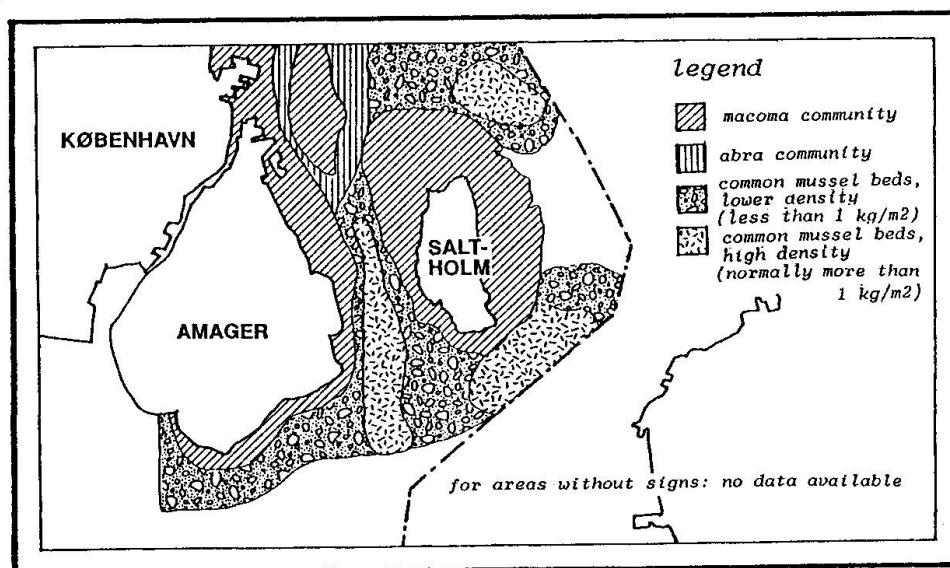 legend
KØBENHAVN
macoma community
abra community
common mussel beds,
lower density
(less than 1 kg/m2)
common mussel beds,
high density
(normally more than
1 kg/m2)
SALT-
HOLM
AMAGER
for areas without signs: no data available